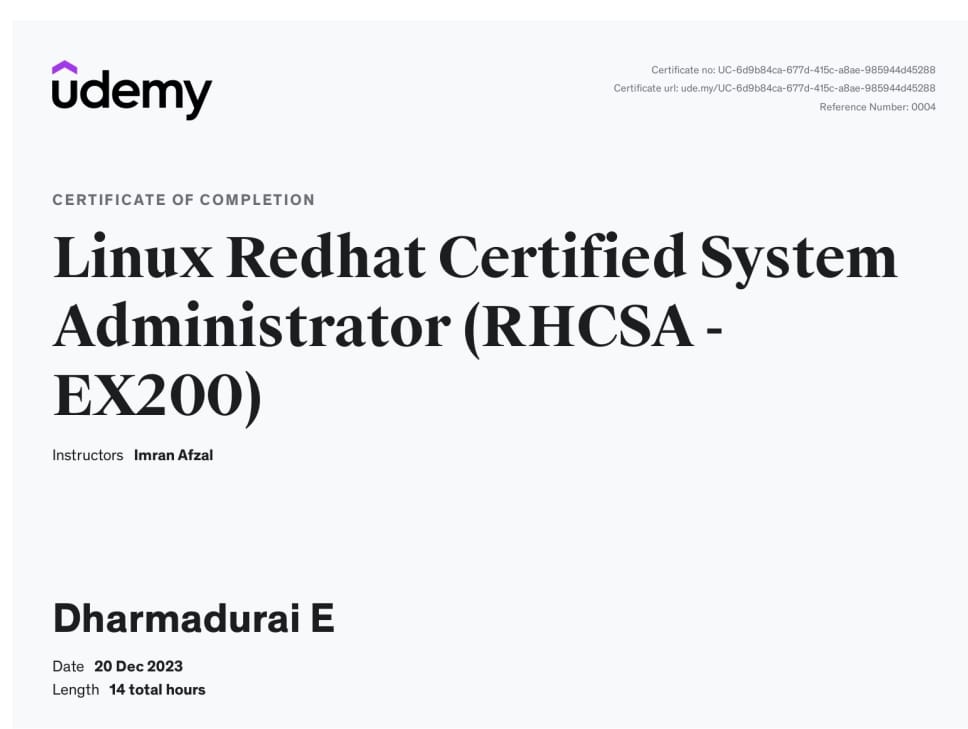 udemy
Certificate no: UC-6d9b84ca-677d-415c-a8ae-985944d45288
Certificate url: ude.my/UC-6d9b84ca-677d-415c-a8ae-985944d45288
Reference Number: 0004
CERTIFICATE OF COMPLETION
Linux Redhat Certified System
Administrator (RHCSA -
EX200)
Instructors Imran Afzal
Dharmadurai E
Date 20 Dec 2023
Length 14 total hours